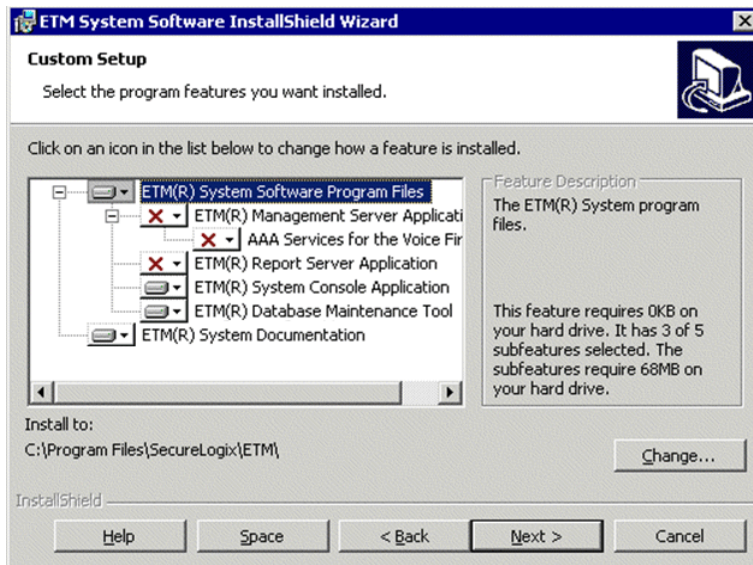 ETM System Software InstallShield Wizard
Custom Setup
Select the program features you want installed.
Click on an icon in the list below to change how a feature is installed.
ETM(R) System Software Program Files
ETM(R) Management Server Applicati
AAA Services for the Voice Fir
ETM(R) Report Server Application
ETM(R) System Console Application
ETM(R) Database Maintenance Tool
ETM(R) System Documentation
Feature Description
The ETM(R) System program
files.
This feature requires 0KB on
your hard drive. It has 3 of 5
subfeatures selected. The
subfeatures require 68MB on
your hard drive.
Install to:
C:\Program Files\SecureLogix\ETM\
Change...
InstallShield
Help
Space
< Back
Next >
Cancel